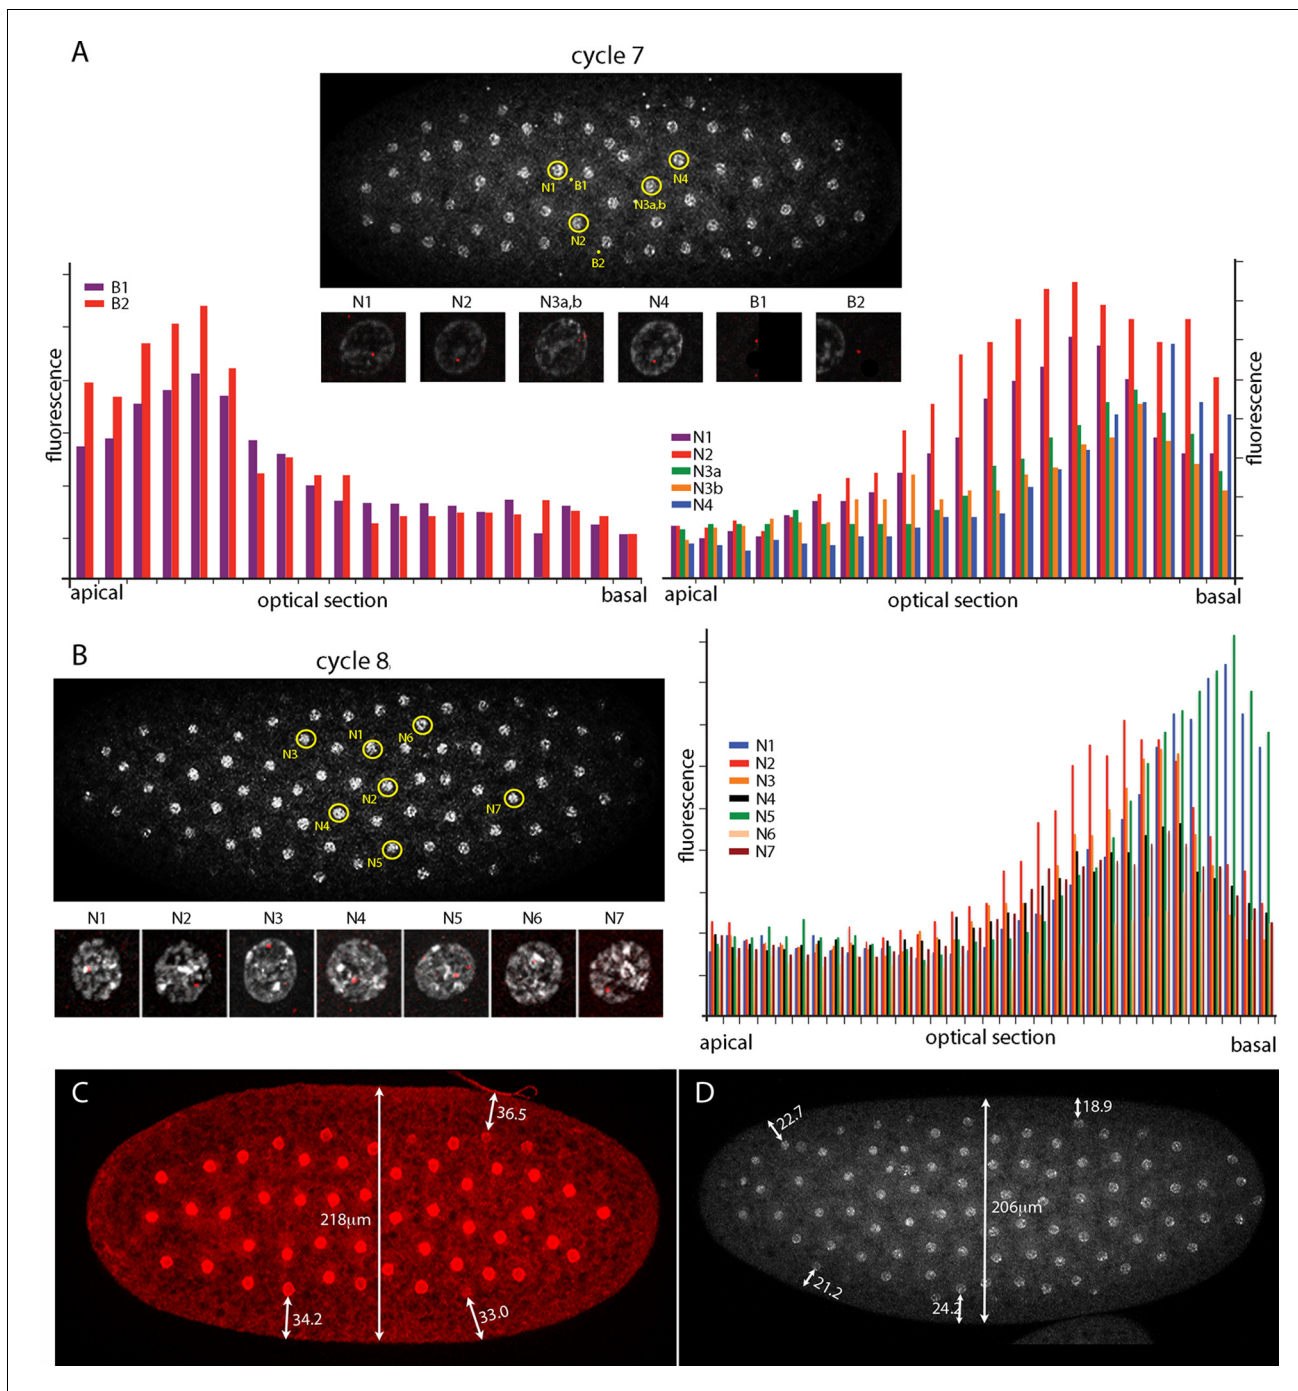 A
cycle 7
N1
B1
N4
N3a,b
N2
B2
N1 N2 N3a,b N4 B1 B2
B1
B2
fluorescence
apical
optical section
basal
N1
N2
N3a
N3b
N4
fluorescence
apical
optical section
basal
B
cycle 8
N3
N1
N6
N2
N4
N7
N5
N1 N2 N3 N4 N5 N6 N7
fluorescence
N1
N2
N3
N4
N5
N6
N7
apical
optical section
basal
C
36.5
218μm
34.2
33.0
D
22.7
18.9
206μm
21.2
24.2